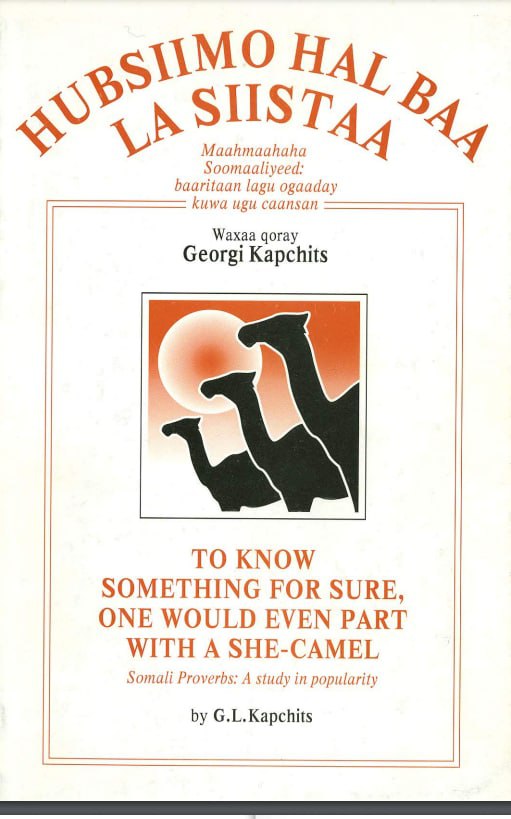 HUBSIIMO HAL BAA
LA SIISTAA
Maahmaahaha
Soomaaliyeed:
baaritaan lagu ogaaday
kuwa ugu caansan
Waxaa qoray
Georgi Kapchits
TO KNOW
SOMETHING FOR SURE,
ONE WOULD EVEN PART
WITH A SHE-CAMEL
Somali Proverbs: A study in popularity
by G.L.Kapchits